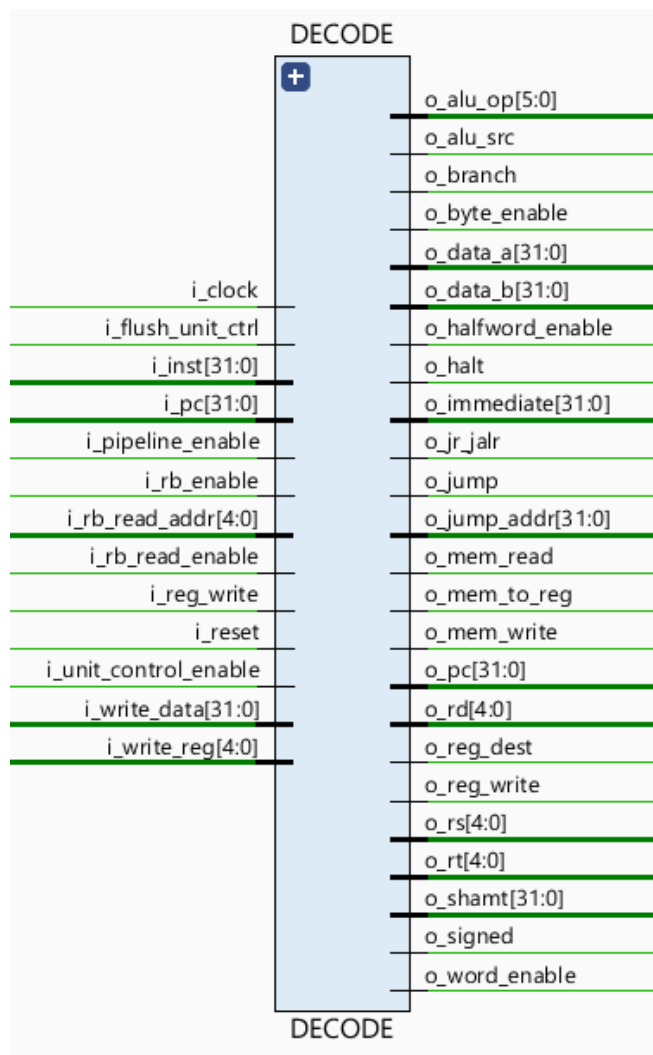 DECODE
i_clock
i_flush_unit_ctrl
i_inst[31:0]
i_pc[31:0]
i_pipeline_enable
i_rb_enable
i_rb_read_addr[4:0]
i_rb_read_enable
i_reg_write
i_reset
i_unit_control_enable
i_write_data[31:0]
i_write_reg[4:0]
o_alu_op[5:0]
o_alu_src
o_branch
o_byte_enable
o_data_a[31:0]
o_data_b[31:0]
o_halfword_enable
o_halt
o_immediate[31:0]
o_jr_jalr
o_jump
o_jump_addr[31:0]
o_mem_read
o_mem_to_reg
o_mem_write
o_pc[31:0]
o_rd[4:0]
o_reg_dest
o_reg_write
o_rs[4:0]
o_rt[4:0]
o_shamt[31:0]
o_signed
o_word_enable
DECODE